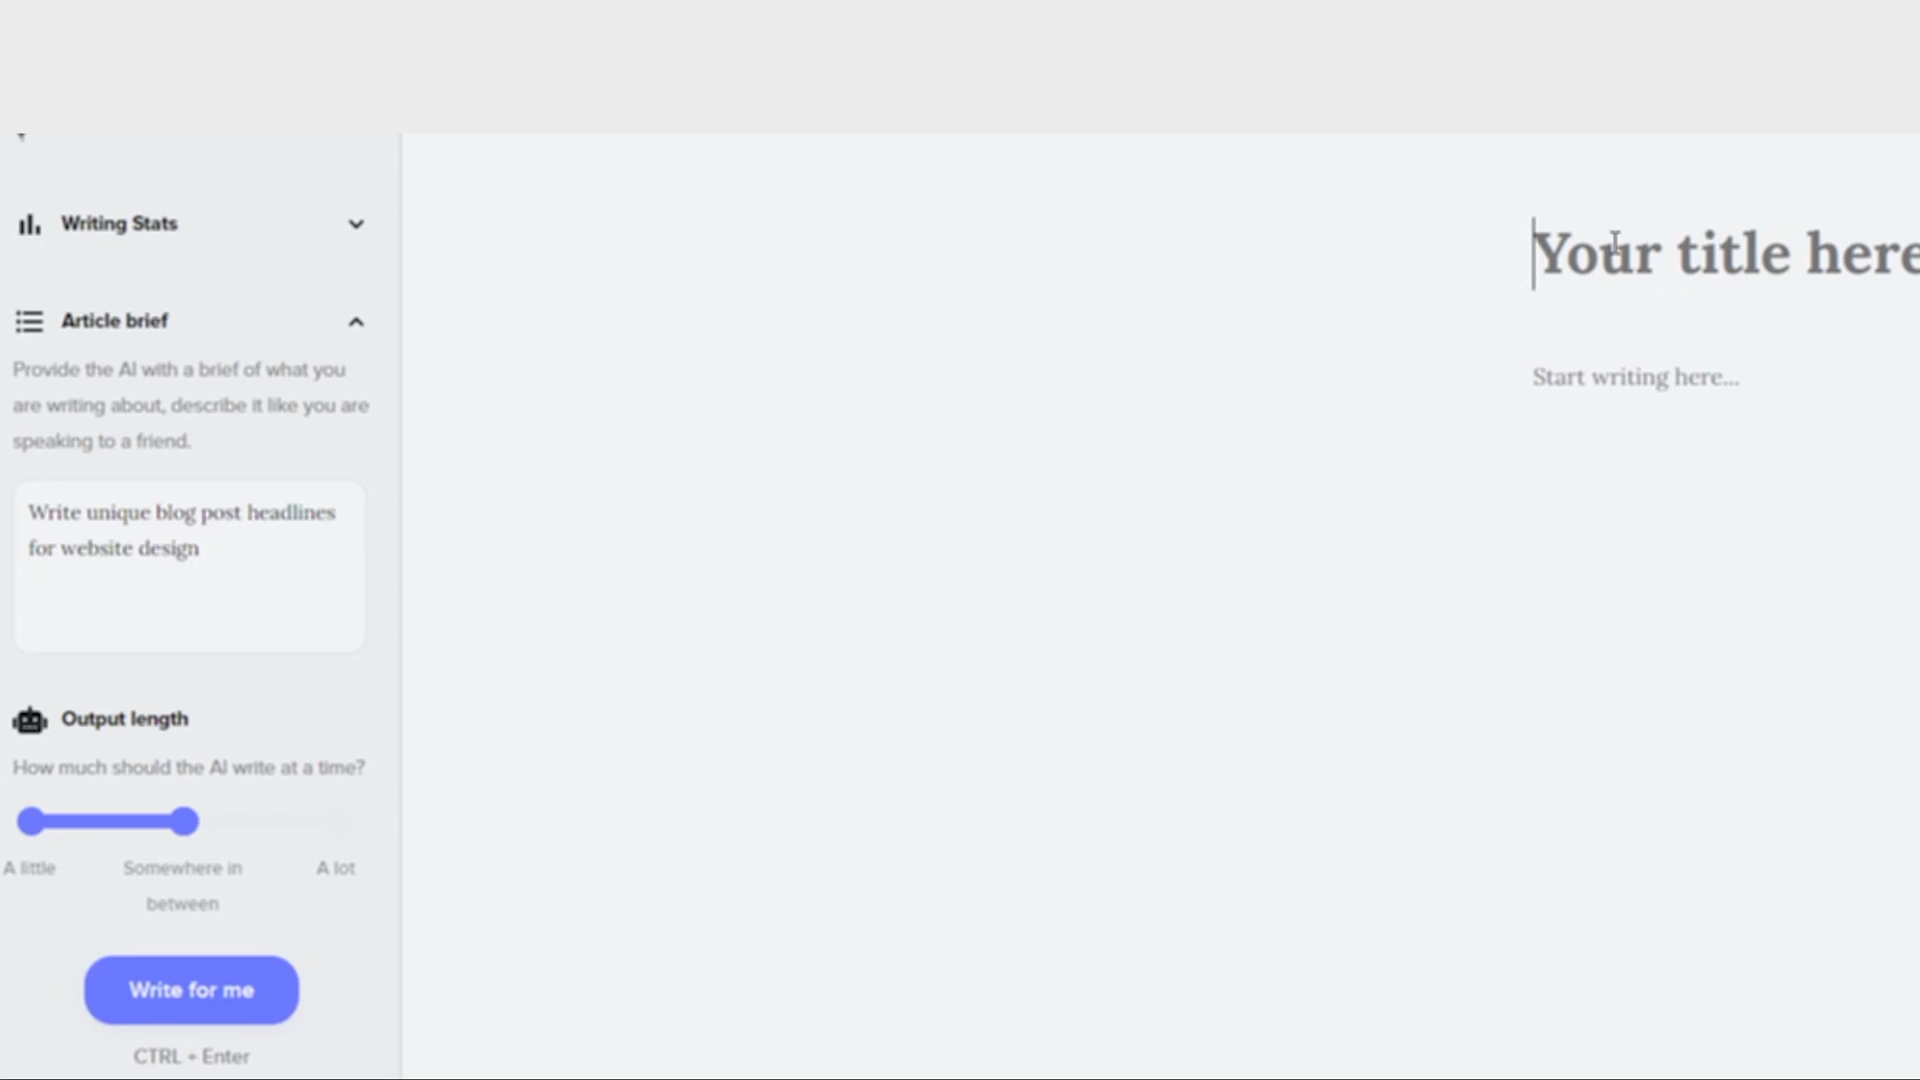 Writing Stats
Article brief
Provide the AI with a brief of what you
are writing about, describe it like you are
speaking to a friend.
Write unique blog post headlines
for website design
Output length
How much should the AI write at a time?
A little
Somewhere in
between
A lot
Write for me
CTRL + Enter
Your title here
Start writing here...